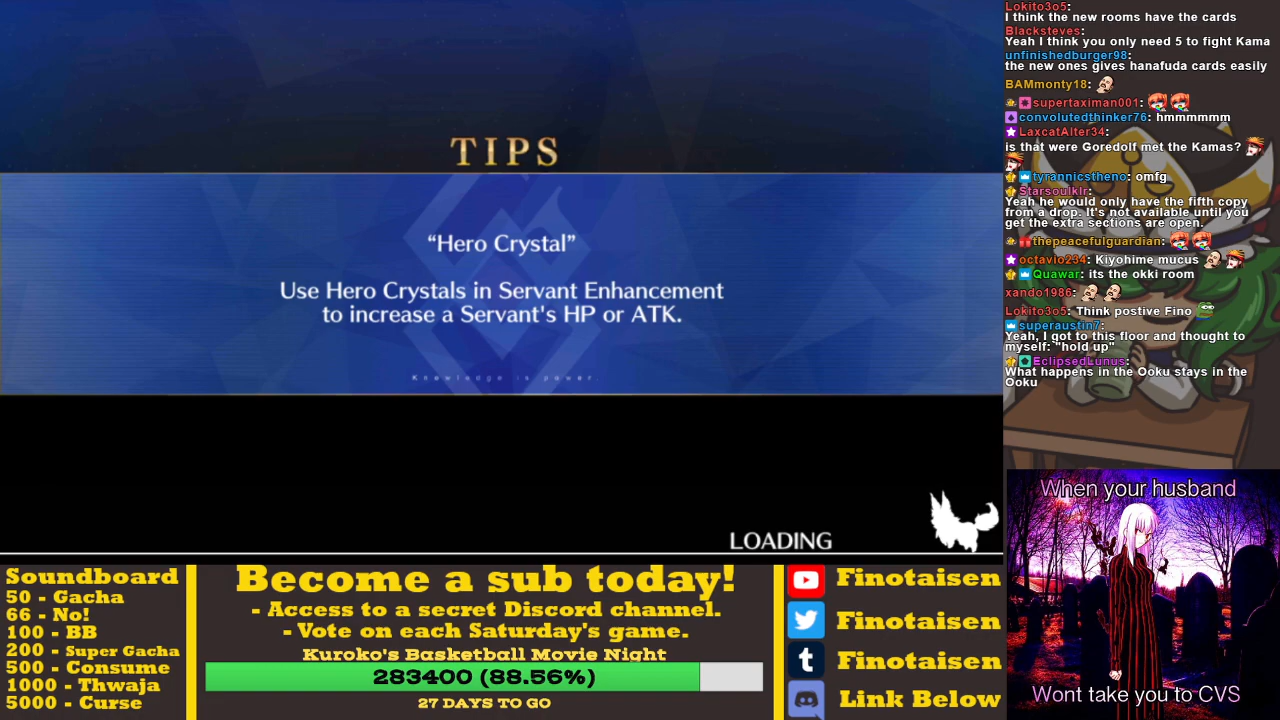 TIPS
“Hero Crystal”
Use Hero Crystals in Servant Enhancement
to increase a Servant's HP or ATK.
Knowledge is power.
LOADING
Lokito3o5:
I think the new rooms have the cards
Blacksteves:
Yeah I think you only need 5 to fight Kama
unfinishedburger98:
the new ones gives hanafuda cards easily
BAMmonty18:
supertaximan001:
convolutedthinker76: hmmmmmm
LaxcatAlter34:
is that were Goredolf met the Kamas?
tyrannicstheno: omfg
Starsoulklr:
Yeah he would only have the fifth copy
from a drop. It's not available until you
get the extra sections are open.
thepeacefulguardian:
octavio234: Kiyohime mucus
Quawar: its the okki room
xando1986:
Lokito3o5: Think postive Fino
superaustin7:
Yeah, I got to this floor and thought to
myself: "hold up"
EclipsedLunus:
What happens in the Ooku stays in the
Ooku
When your husband
Wont take you to CVS
Soundboard
50 - Gacha
66 - No!
100 - BB
200 - Super Gacha
500 - Consume
1000 - Thwaja
5000 - Curse
Become a sub today!
- Access to a secret Discord channel.
- Vote on each Saturday's game.
Kuroko's Basketball Movie Night
283400 (88.56%)
27 DAYS TO GO
Finotaisen
Finotaisen
t Finotaisen
Link Below